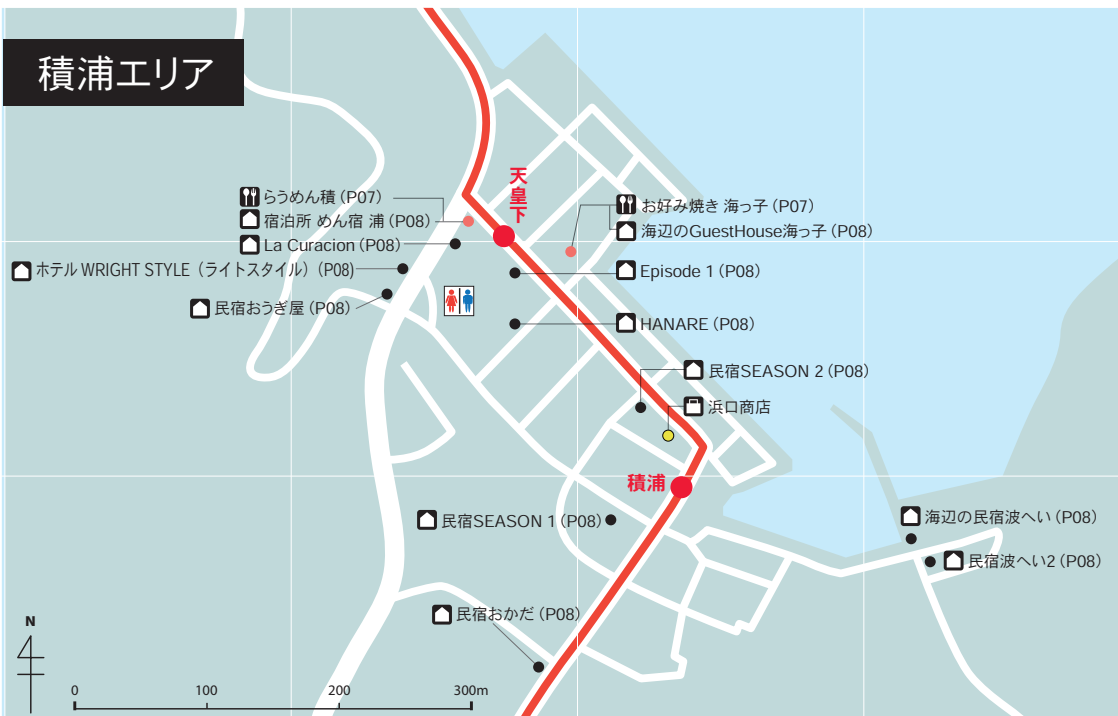 積浦エリア
天皇下
らうめん積 (P07)
宿泊所 めん宿 浦 (P08)
La Curacion (P08)
ホテル WRIGHT STYLE（ライトスタイル）(P08)
民宿おうぎ屋 (P08)
お好み焼き 海っ子 (P07)
海辺のGuestHouse海っ子 (P08)
Episode 1 (P08)
HANARE (P08)
民宿SEASON 2 (P08)
浜口商店
積浦
民宿SEASON 1 (P08)
海辺の民宿波へい (P08)
民宿波へい2 (P08)
民宿おかだ (P08)
N
0 100 200 300m